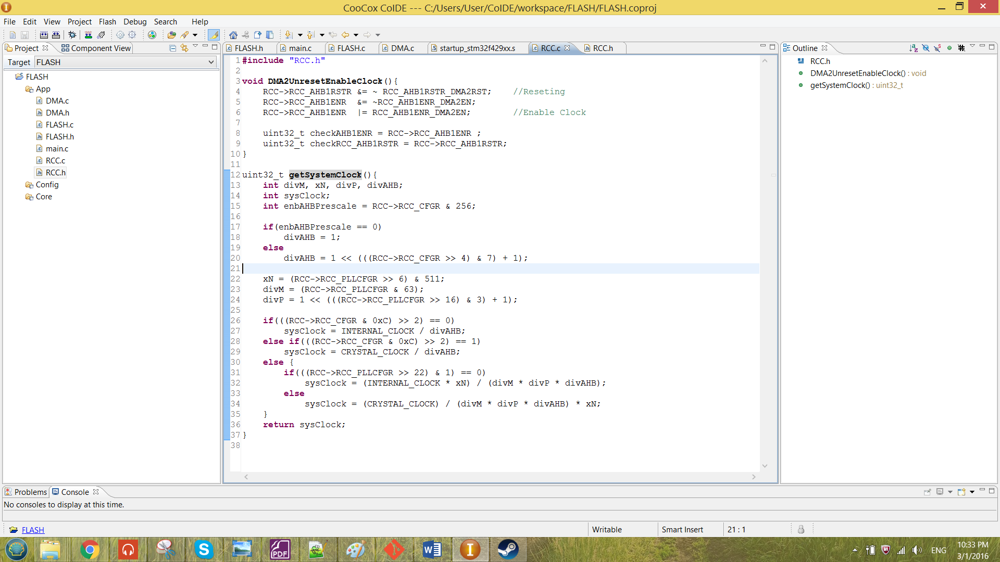 CooCox CoIDE --- C:/Users/User/CoIDE/workspace/FLASH/FLASH.coproj
File Edit View Project Flash Debug Search Help
Project Component View
Target FLASH
FLASH
App
DMA.c
DMA.h
FLASH.c
FLASH.h
main.c
RCC.c
RCC.h
Config
Core
FLASH.h main.c FLASH.c DMA.c startup_stm32f429xx.s RCC.c RCC.h
1 #include "RCC.h"
2
3 void DMA2UnresetEnableClock(){
4 RCC->RCC_AHB1RSTR &= ~ RCC_AHB1RSTR_DMA2RST; //Reseting
5 RCC->RCC_AHB1ENR &= ~RCC_AHB1ENR_DMA2EN;
6 RCC->RCC_AHB1ENR |= RCC_AHB1ENR_DMA2EN; //Enable Clock
7
8 uint32_t checkAHB1ENR = RCC->RCC_AHB1ENR ;
9 uint32_t checkRCC_AHB1RSTR = RCC->RCC_AHB1RSTR;
10 }
11
12 uint32_t getSystemClock(){
13 int divM, xN, divP, divAHB;
14 int sysClock;
15 int enbAHBPrescale = RCC->RCC_CFGR & 256;
16
17 if(enbAHBPrescale == 0)
18 divAHB = 1;
19 else
20 divAHB = 1 << (((RCC->RCC_CFGR >> 4) & 7) + 1);
21
22 xN = (RCC->RCC_PLLCFGR >> 6) & 511;
23 divM = (RCC->RCC_PLLCFGR & 63);
24 divP = 1 << (((RCC->RCC_PLLCFGR >> 16) & 3) + 1);
25
26 if(((RCC->RCC_CFGR & 0xC) >> 2) == 0)
27 sysClock = INTERNAL_CLOCK / divAHB;
28 else if(((RCC->RCC_CFGR & 0xC) >> 2) == 1)
29 sysClock = CRYSTAL_CLOCK / divAHB;
30 else {
31 if(((RCC->RCC_PLLCFGR >> 22) & 1) == 0)
32 sysClock = (INTERNAL_CLOCK * xN) / (divM * divP * divAHB);
33 else
34 sysClock = (CRYSTAL_CLOCK) / (divM * divP * divAHB) * xN;
35 }
36 return sysClock;
37 }
38
Outline
RCC.h
DMA2UnresetEnableClock() : void
getSystemClock() : uint32_t
Problems Console
No consoles to display at this time.
FLASH
Writable Smart Insert 21 : 1
ENG
10:33 PM
3/1/2016